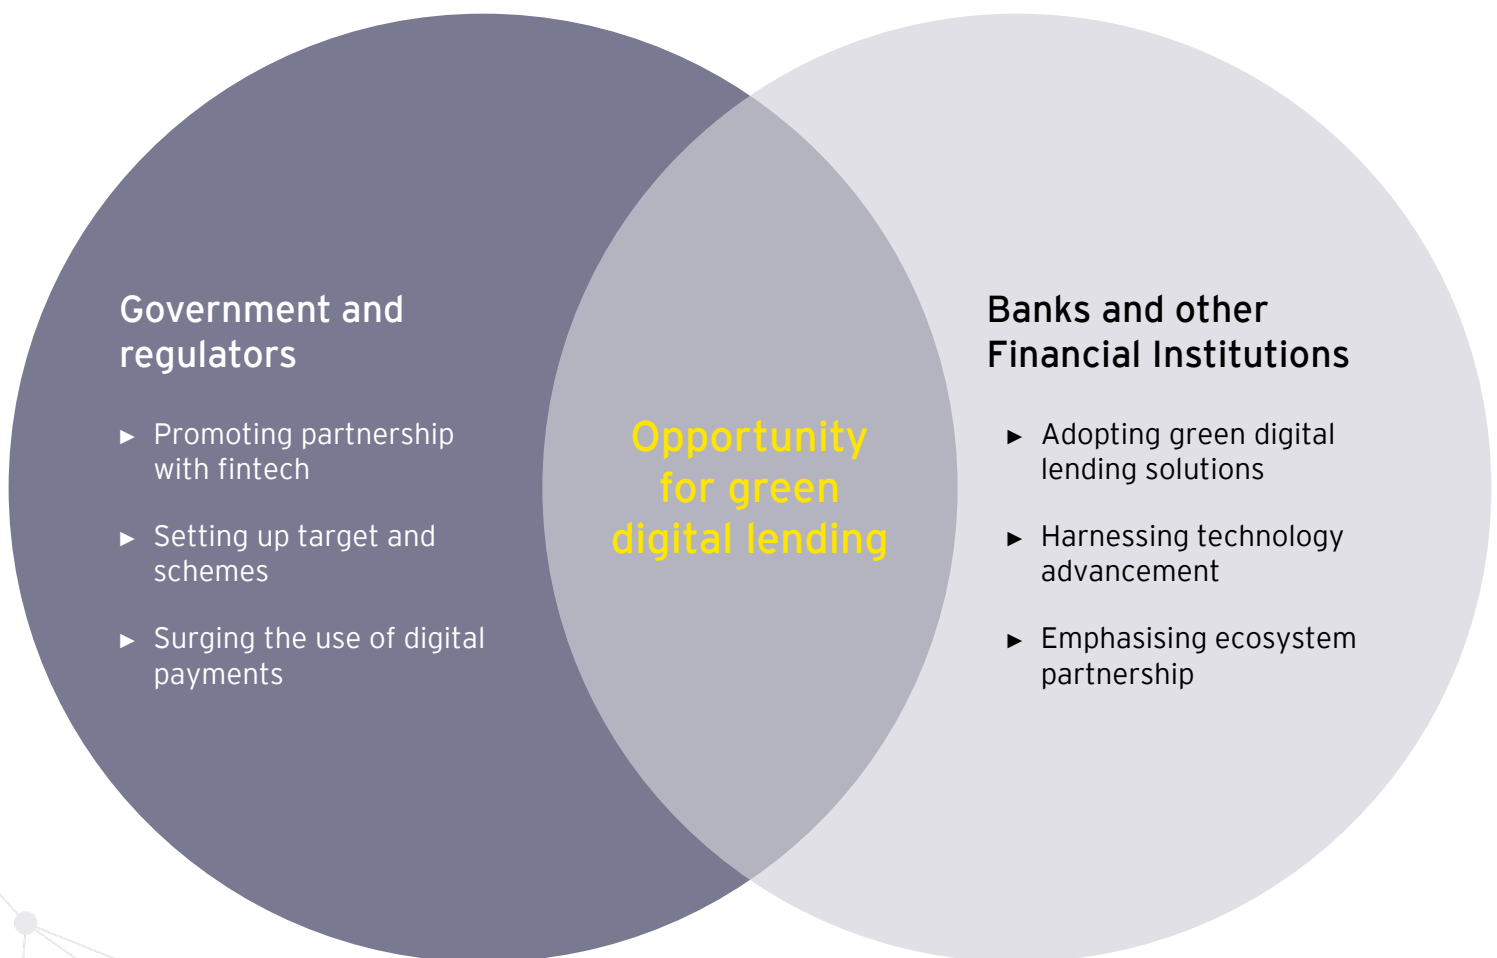 Government and
regulators
► Promoting partnership
with fintech
► Setting up target and
schemes
► Surging the use of digital
payments
Opportunity
for green
digital lending
Banks and other
Financial Institutions
► Adopting green digital
lending solutions
► Harnessing technology
advancement
► Emphasising ecosystem
partnership